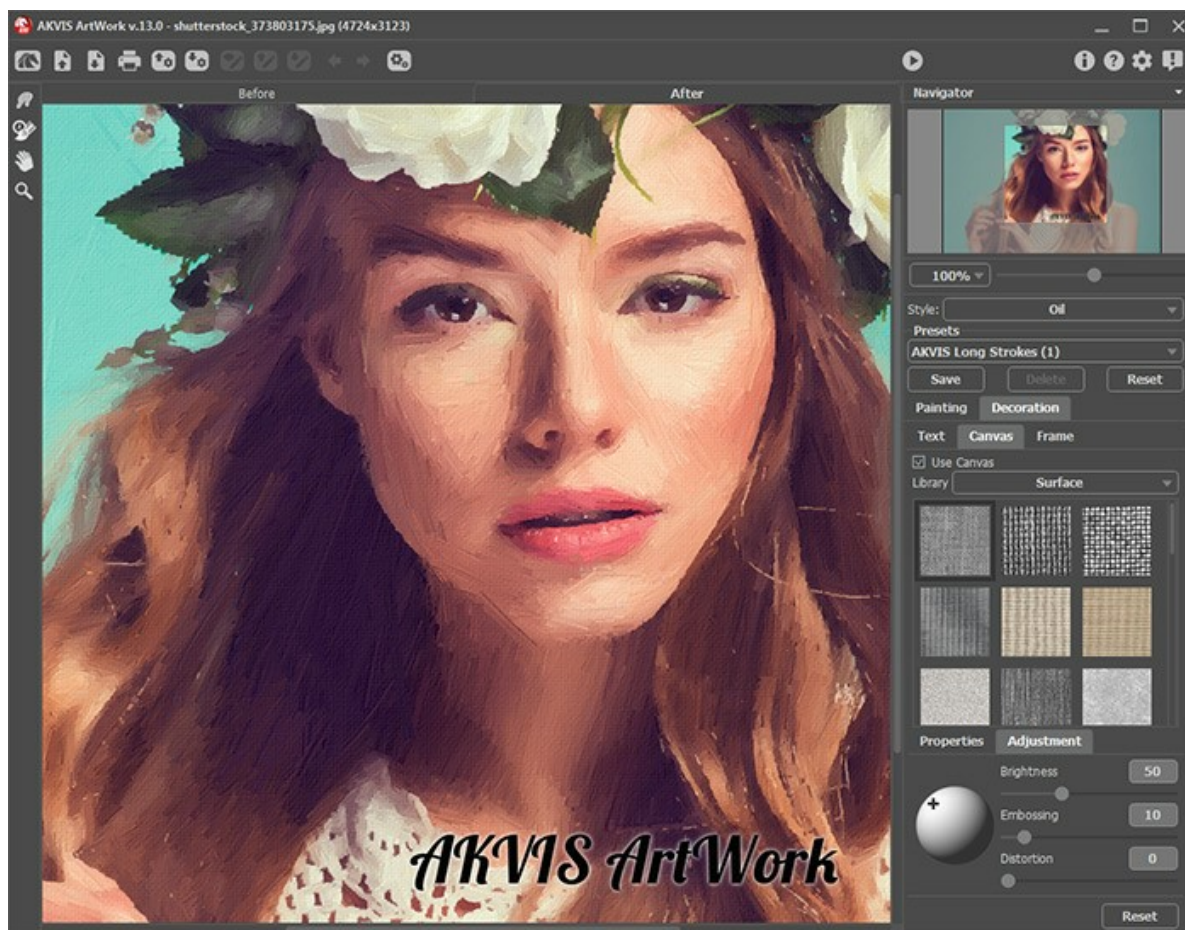 AKVIS ArtWork v.13.0 - shutterstock_373803175.jpg (4724x3123)
Before
After
Navigator
100%
Style:
Oil
Presets
AKVIS Long Strokes (1)
Save
Delete
Reset
Painting
Decoration
Text
Canvas
Frame
Use Canvas
Library
Surface
Properties
Adjustment
Brightness
50
Embossing
10
Distortion
0
Reset
AKVIS ArtWork